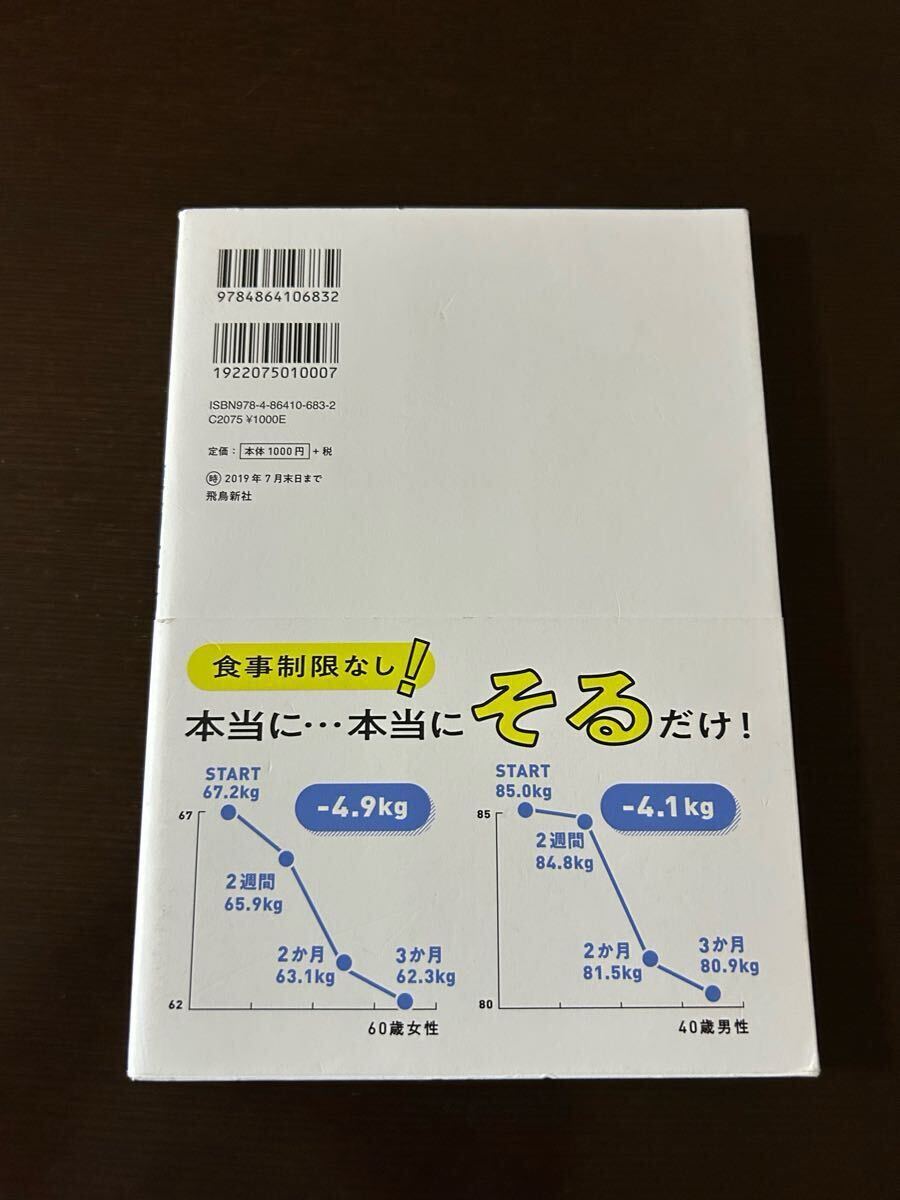 9784864106832
1922075010007
ISBN978-4-86410-683-2
C2075 ¥1000E
定価：本体1000円+税
時 2019年7月末日まで
飛鳥新社
食事制限なし！
本当に…本当にそるだけ！
START
67.2kg
-4.9kg
67
2週間
65.9kg
2か月
63.1kg
3か月
62.3kg
62
60歳女性
START
85.0kg
-4.1kg
85
2週間
84.8kg
2か月
81.5kg
3か月
80.9kg
80
40歳男性